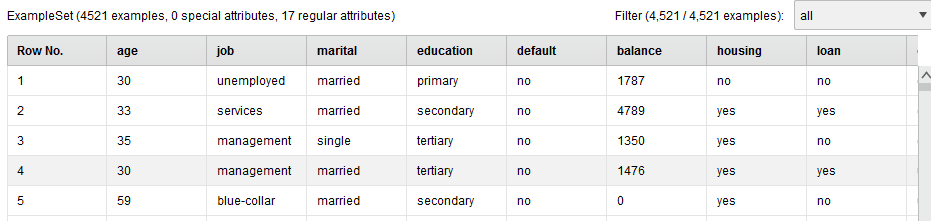 ExampleSet (4521 examples, 0 special attributes, 17 regular attributes) Filter (4,521 / 4,521 examples): all
Row No. age job marital education default balance housing loan
1 30 unemployed married primary no 1787 no no
2 33 services married secondary no 4789 yes yes
3 35 management single tertiary no 1350 yes no
4 30 management married tertiary no 1476 yes yes
5 59 blue-collar married secondary no 0 yes no